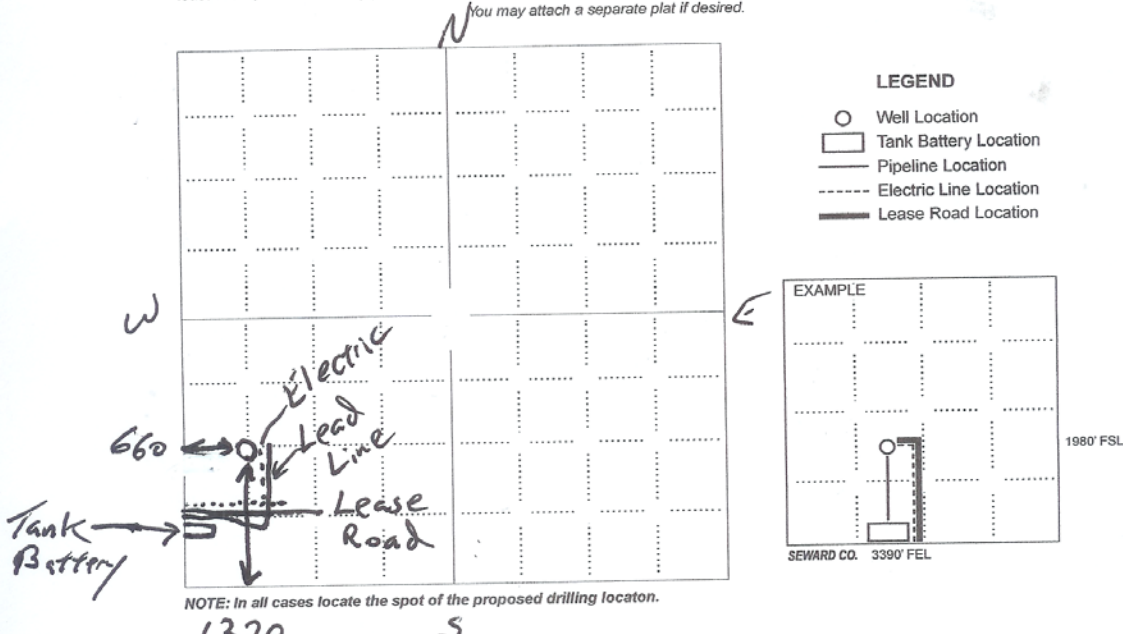 You may attach a separate plat if desired.
N
LEGEND
Well Location
Tank Battery Location
Pipeline Location
Electric Line Location
Lease Road Location
EXAMPLE
W
E
Electric
Lead
Line
660
1980' FSL
Lease
Road
Tank
Battery
SEWARD CO. 3390' FEL
NOTE: In all cases locate the spot of the proposed drilling locaton.
1320
S